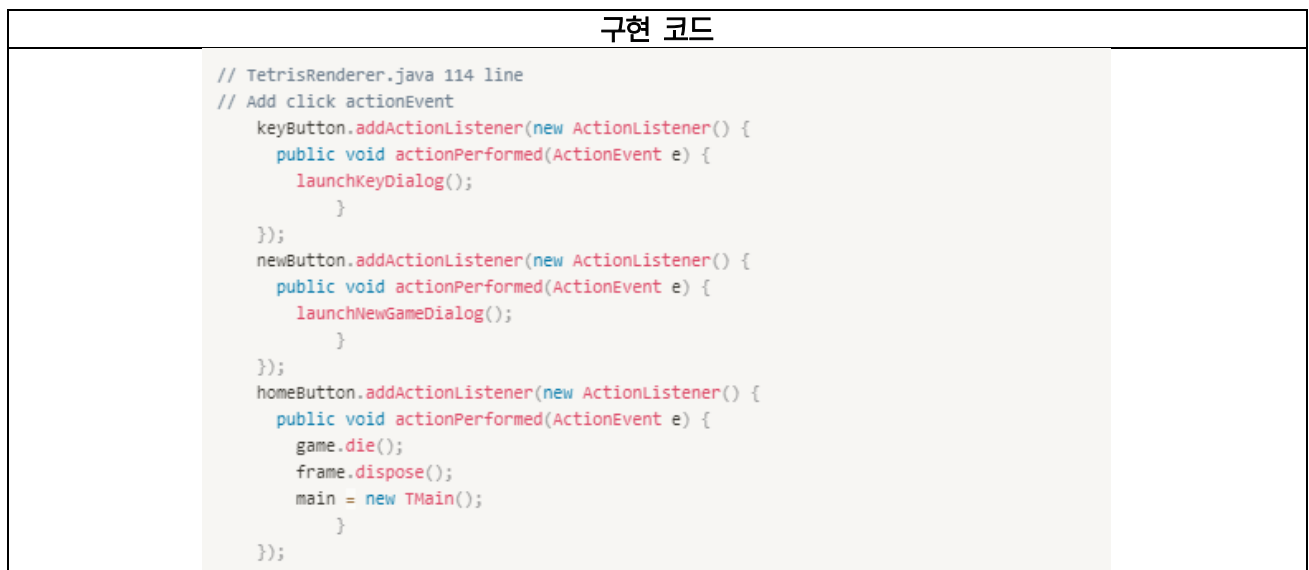 구현 코드
// TetrisRenderer.java 114 line
// Add click actionEvent
keyButton.addActionListener(new ActionListener() {
public void actionPerformed(ActionEvent e) {
launchKeyDialog();
}
});
newButton.addActionListener(new ActionListener() {
public void actionPerformed(ActionEvent e) {
launchNewGameDialog();
}
});
homeButton.addActionListener(new ActionListener() {
public void actionPerformed(ActionEvent e) {
game.die();
frame.dispose();
main = new TMain();
}
});